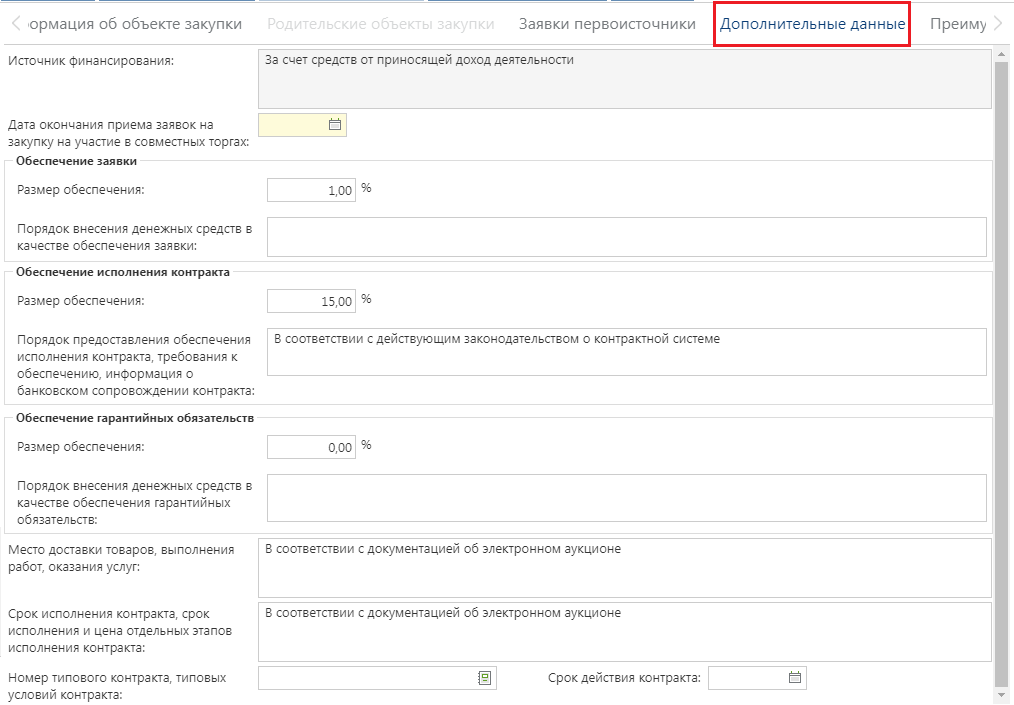 ормация об объекте закупки Родительские объекты закупки Заявки первоисточники Дополнительные данные Преиму
Источник финансирования: За счет средств от приносящей доход деятельности
Дата окончания приема заявок на
закупку на участие в совместных торгах:
Обеспечение заявки
Размер обеспечения: 1,00 %
Порядок внесения денежных средств в
качестве обеспечения заявки:
Обеспечение исполнения контракта
Размер обеспечения: 15,00 %
Порядок предоставления обеспечения
исполнения контракта, требования к
обеспечению, информация о
банковском сопровождении контракта:
В соответствии с действующим законодательством о контрактной системе
Обеспечение гарантийных обязательств
Размер обеспечения: 0,00 %
Порядок внесения денежных средств в
качестве обеспечения гарантийных
обязательств:
Место доставки товаров, выполнения
работ, оказания услуг:
В соответствии с документацией об электронном аукционе
Срок исполнения контракта, срок
исполнения и цена отдельных этапов
исполнения контракта:
В соответствии с документацией об электронном аукционе
Номер типового контракта, типовых
условий контракта:
Срок действия контракта: